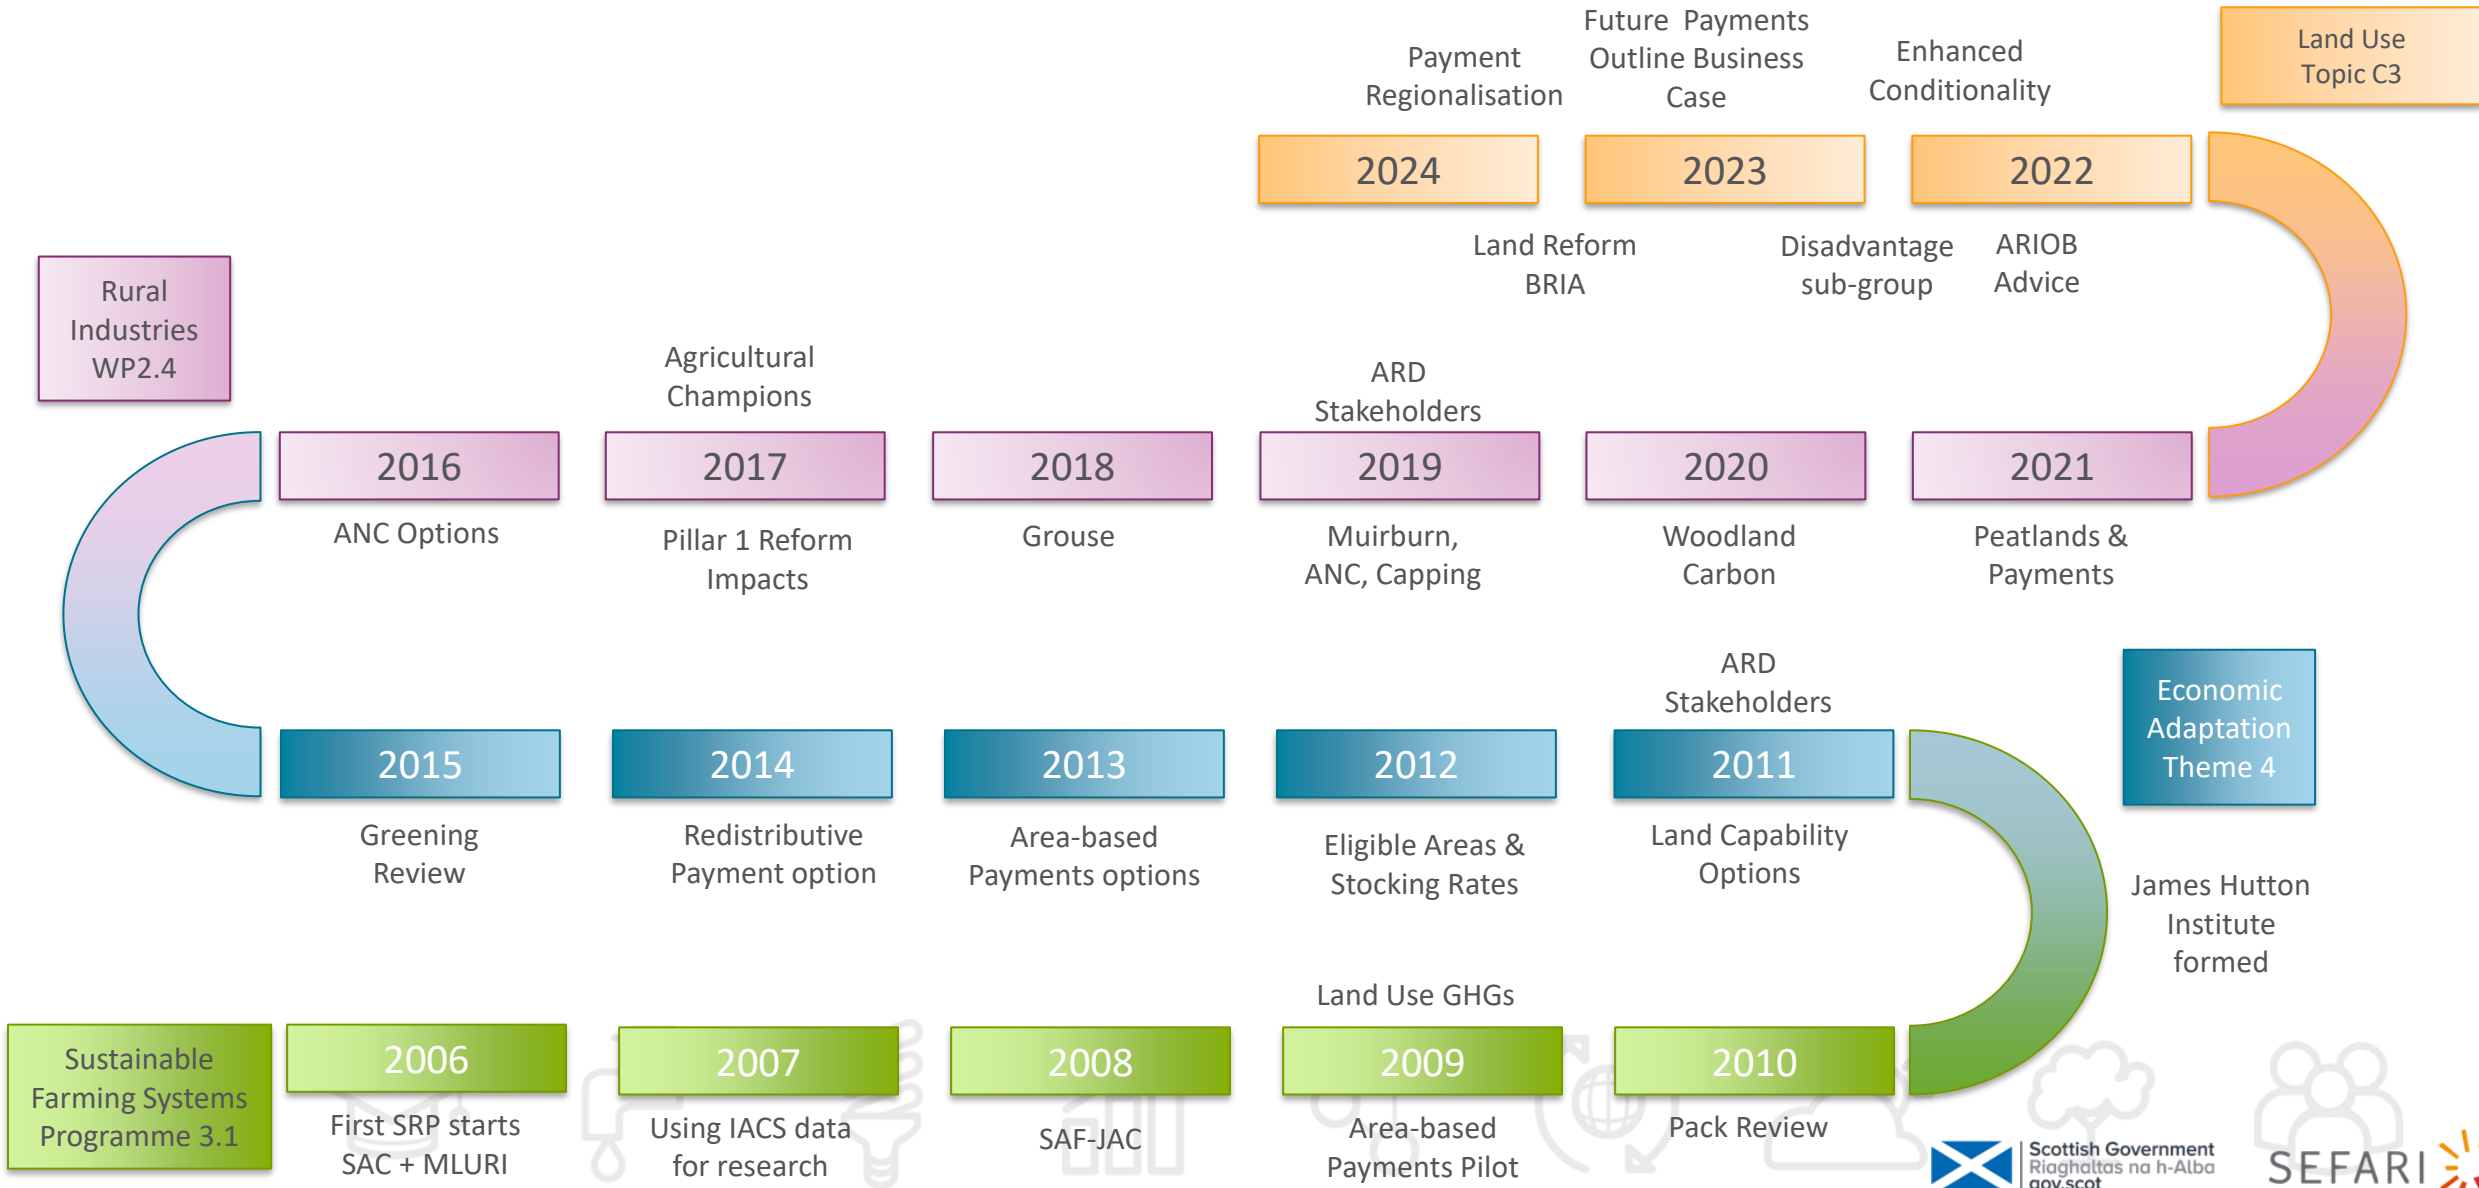 Future Payments
Outline Business
Case
Payment
Regionalisation
Enhanced
Conditionality
Land Use
Topic C3
2024
2023
2022
Land Reform
BRIA
Disadvantage
sub-group
ARIOB
Advice
Rural
Industries
WP2.4
Agricultural
Champions
ARD
Stakeholders
2016
2017
2018
2019
2020
2021
ANC Options
Pillar 1 Reform
Impacts
Grouse
Muirburn,
ANC, Capping
Woodland
Carbon
Peatlands &
Payments
ARD
Stakeholders
Economic
Adaptation
Theme 4
2015
2014
2013
2012
2011
Greening
Review
Redistributive
Payment option
Area-based
Payments options
Eligible Areas &
Stocking Rates
Land Capability
Options
James Hutton
Institute
formed
Land Use GHGs
Sustainable
Farming Systems
Programme 3.1
2006
2007
2008
2009
2010
First SRP starts
SAC + MLURI
Using IACS data
for research
SAF-JAC
Area-based
Payments Pilot
Pack Review
Scottish Government
Riaghaltas na h-Alba
gov.scot
SEFARI